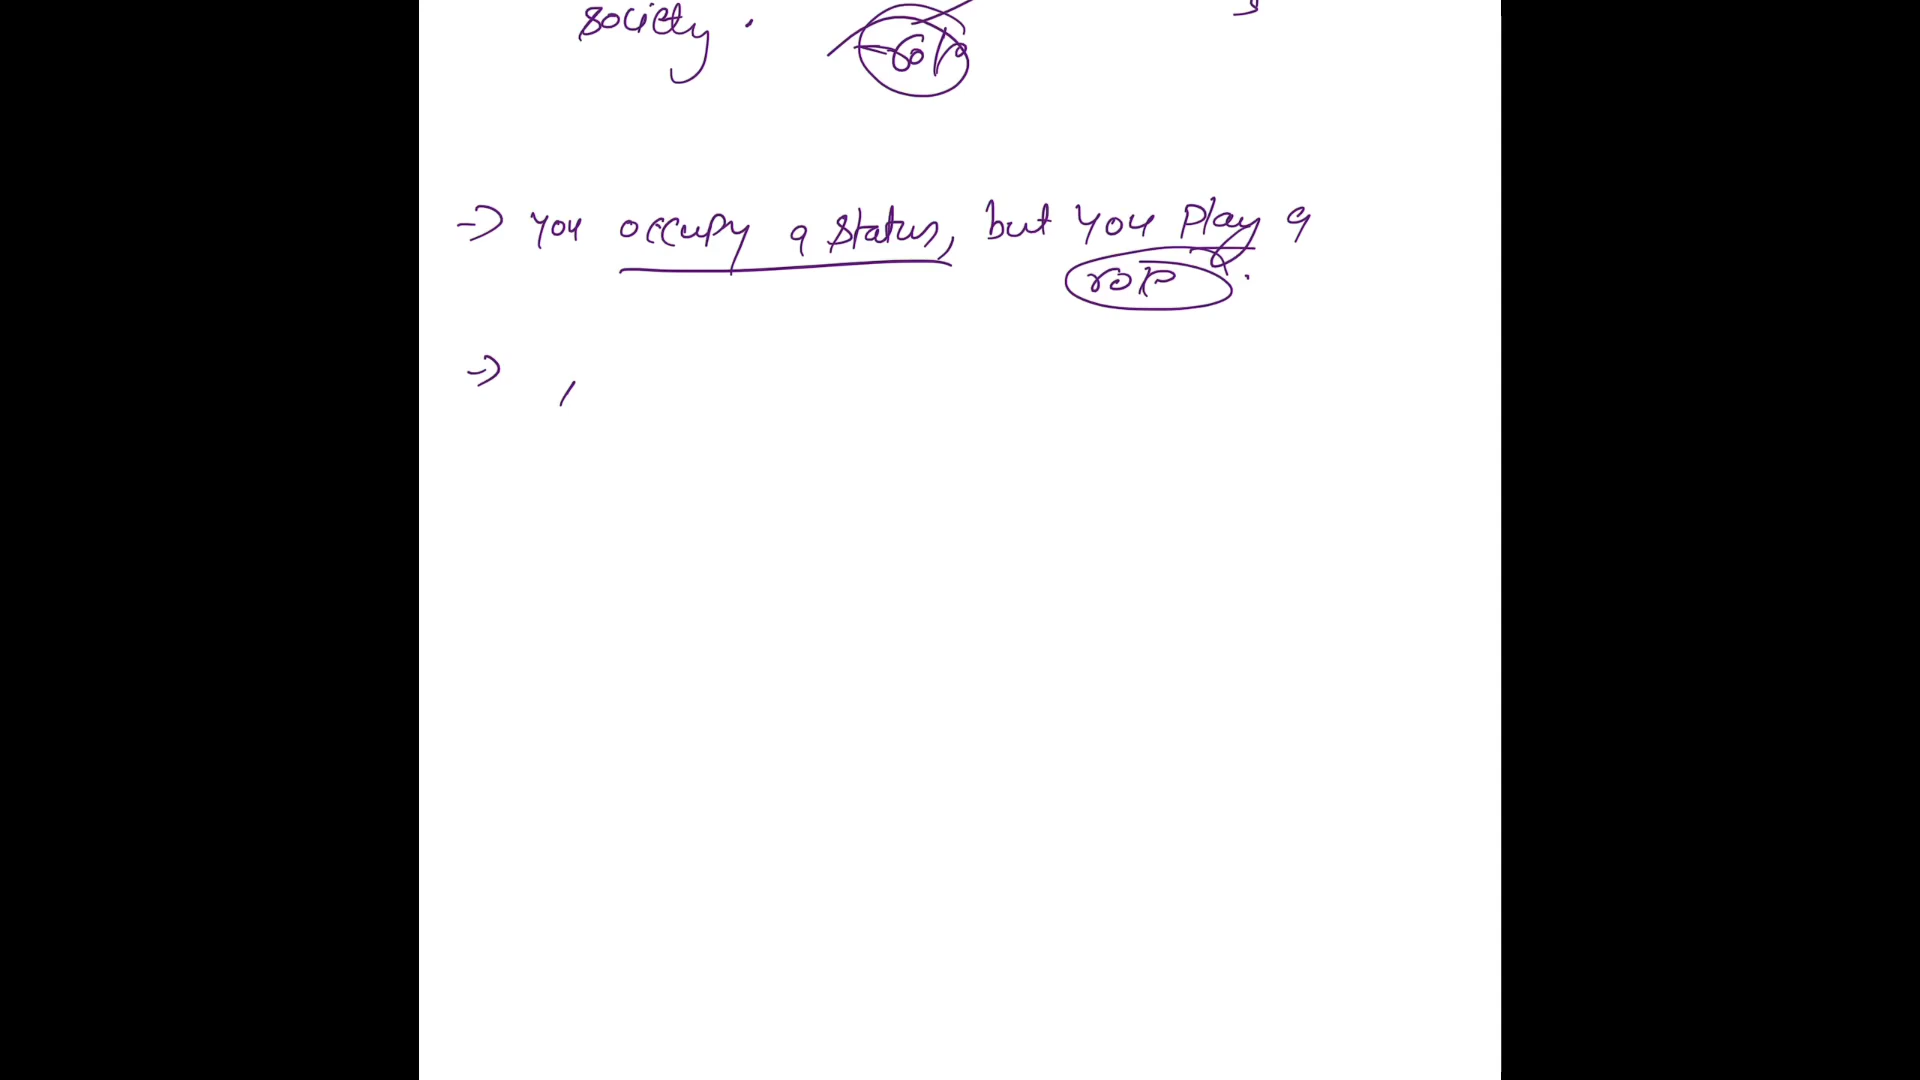 society. role
→ you occupy a status, but you play a
role.
→